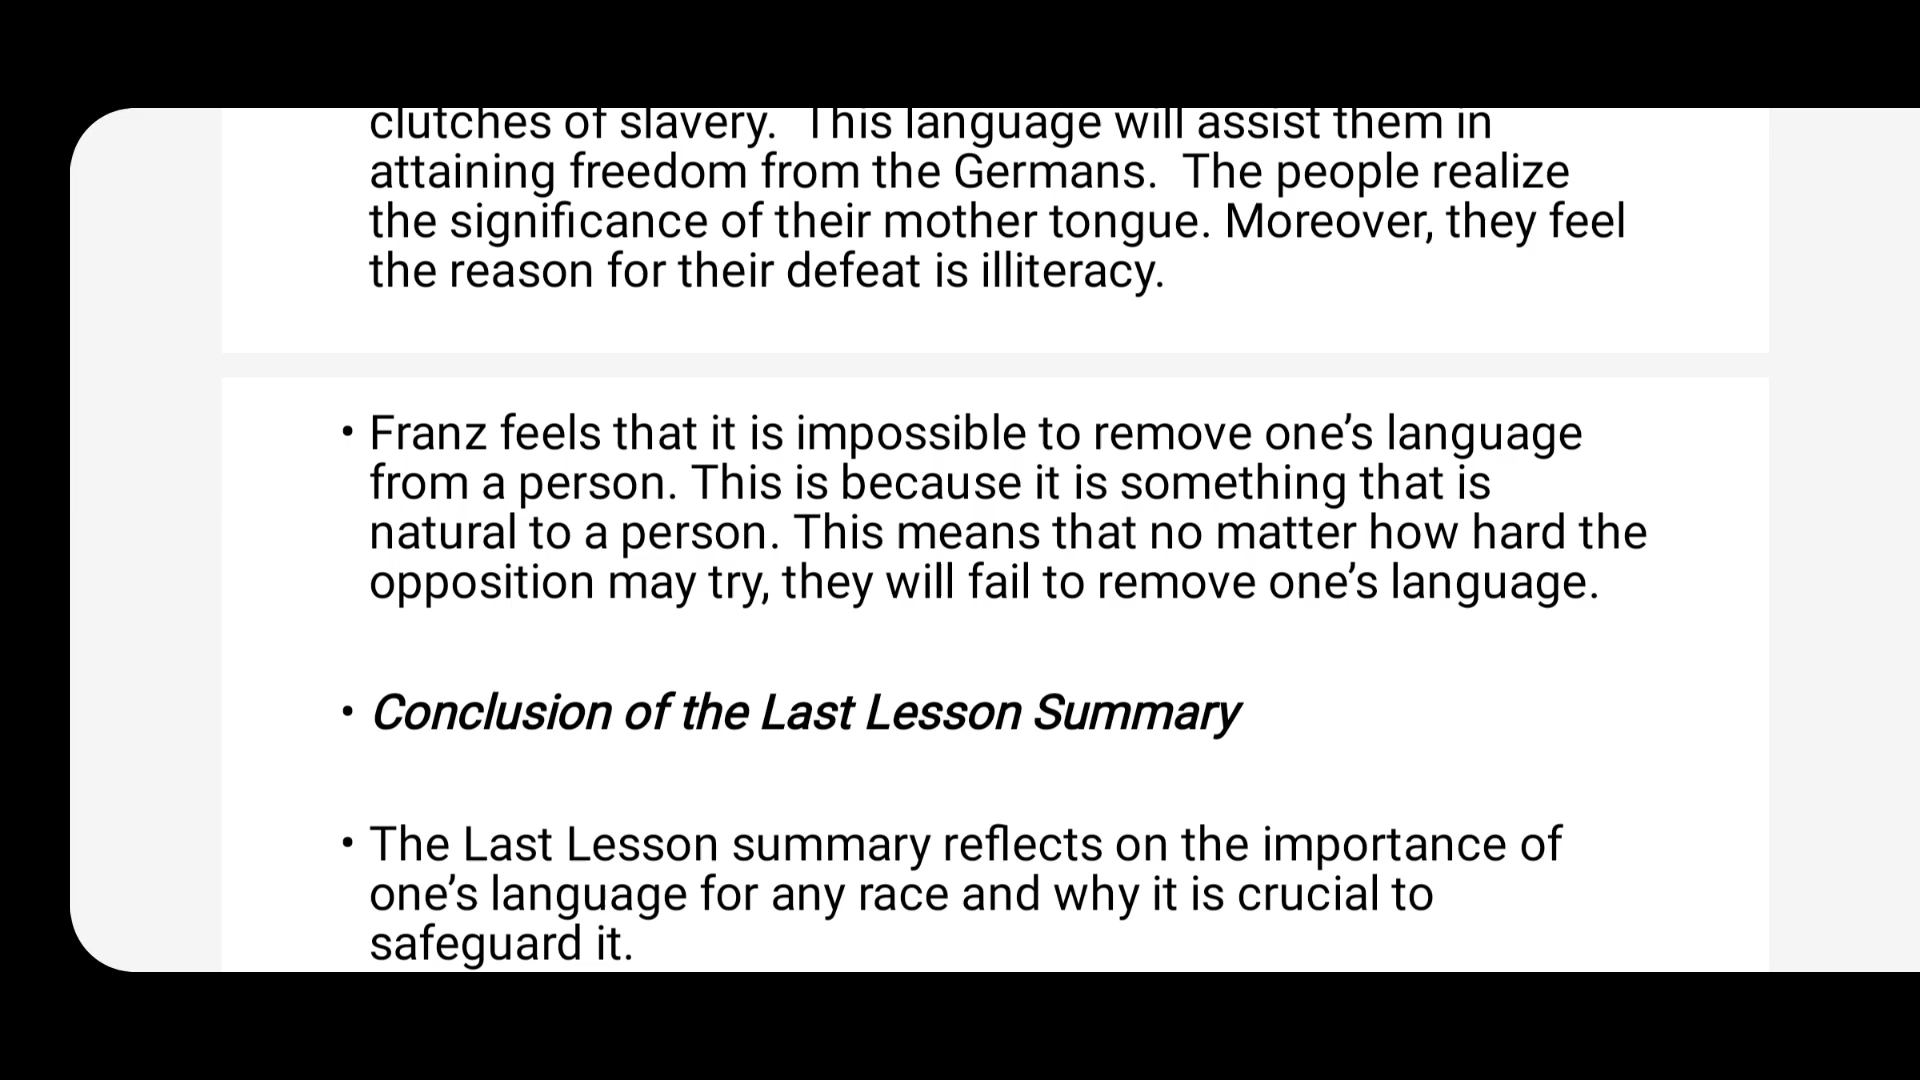 clutches of slavery.  This language will assist them in
attaining freedom from the Germans.  The people realize
the significance of their mother tongue. Moreover, they feel
the reason for their defeat is illiteracy.
• Franz feels that it is impossible to remove one’s language
from a person. This is because it is something that is
natural to a person. This means that no matter how hard the
opposition may try, they will fail to remove one’s language.
• Conclusion of the Last Lesson Summary
• The Last Lesson summary reflects on the importance of
one’s language for any race and why it is crucial to
safeguard it.